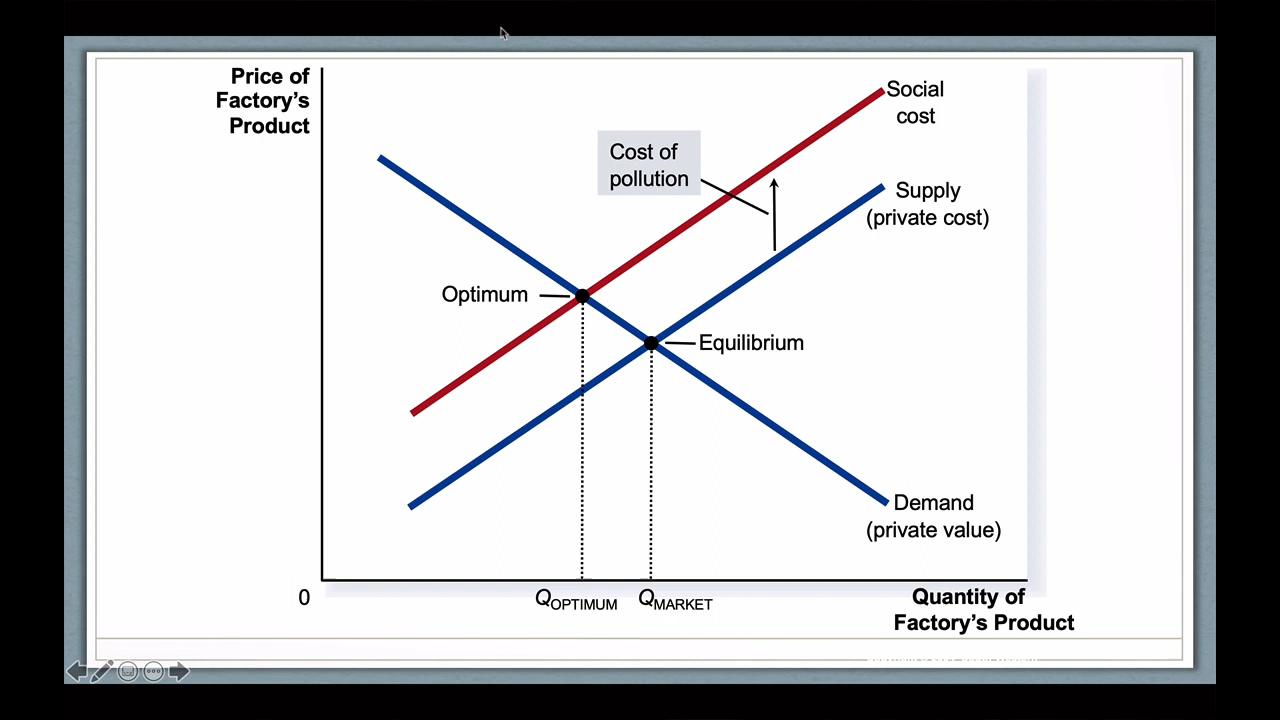 Price of
Factory’s
Product
Social
cost
Cost of
pollution
Supply
(private cost)
Optimum
Equilibrium
Demand
(private value)
0
QOPTIMUM
QMARKET
Quantity of
Factory’s Product